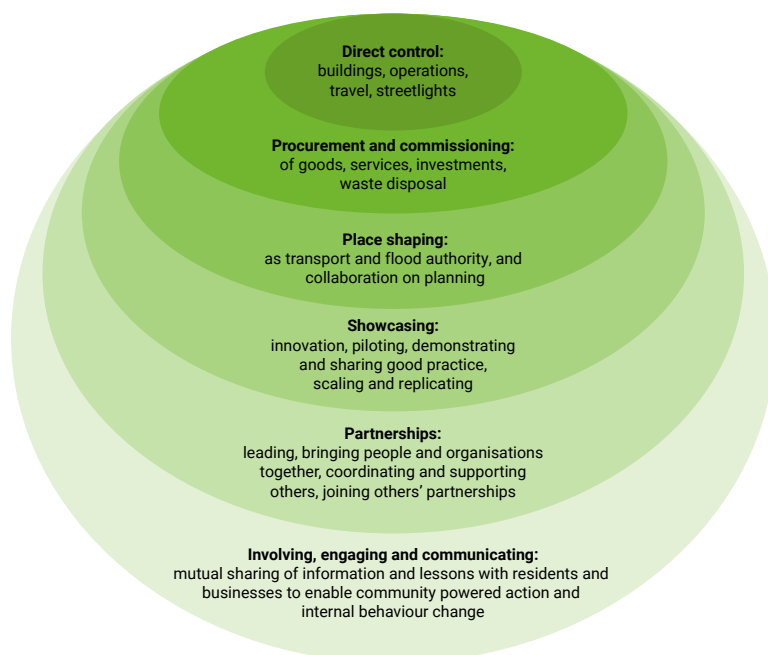 Direct control:
buildings, operations,
travel, streetlights
Procurement and commissioning:
of goods, services, investments,
waste disposal
Place shaping:
as transport and flood authority, and
collaboration on planning
Showcasing:
innovation, piloting, demonstrating
and sharing good practice,
scaling and replicating
Partnerships:
leading, bringing people and organisations
together, coordinating and supporting
others, joining others’ partnerships
Involving, engaging and communicating:
mutual sharing of information and lessons with residents and
businesses to enable community powered action and
internal behaviour change